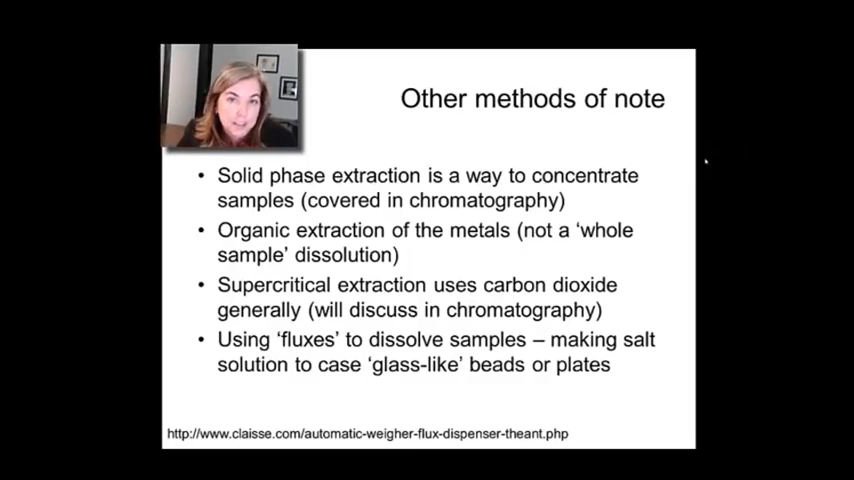 Other methods of note
• Solid phase extraction is a way to concentrate
samples (covered in chromatography)
• Organic extraction of the metals (not a ‘whole
sample’ dissolution)
• Supercritical extraction uses carbon dioxide
generally (will discuss in chromatography)
• Using ‘fluxes’ to dissolve samples – making salt
solution to case ‘glass-like’ beads or plates
http://www.claisse.com/automatic-weigher-flux-dispenser-theant.php